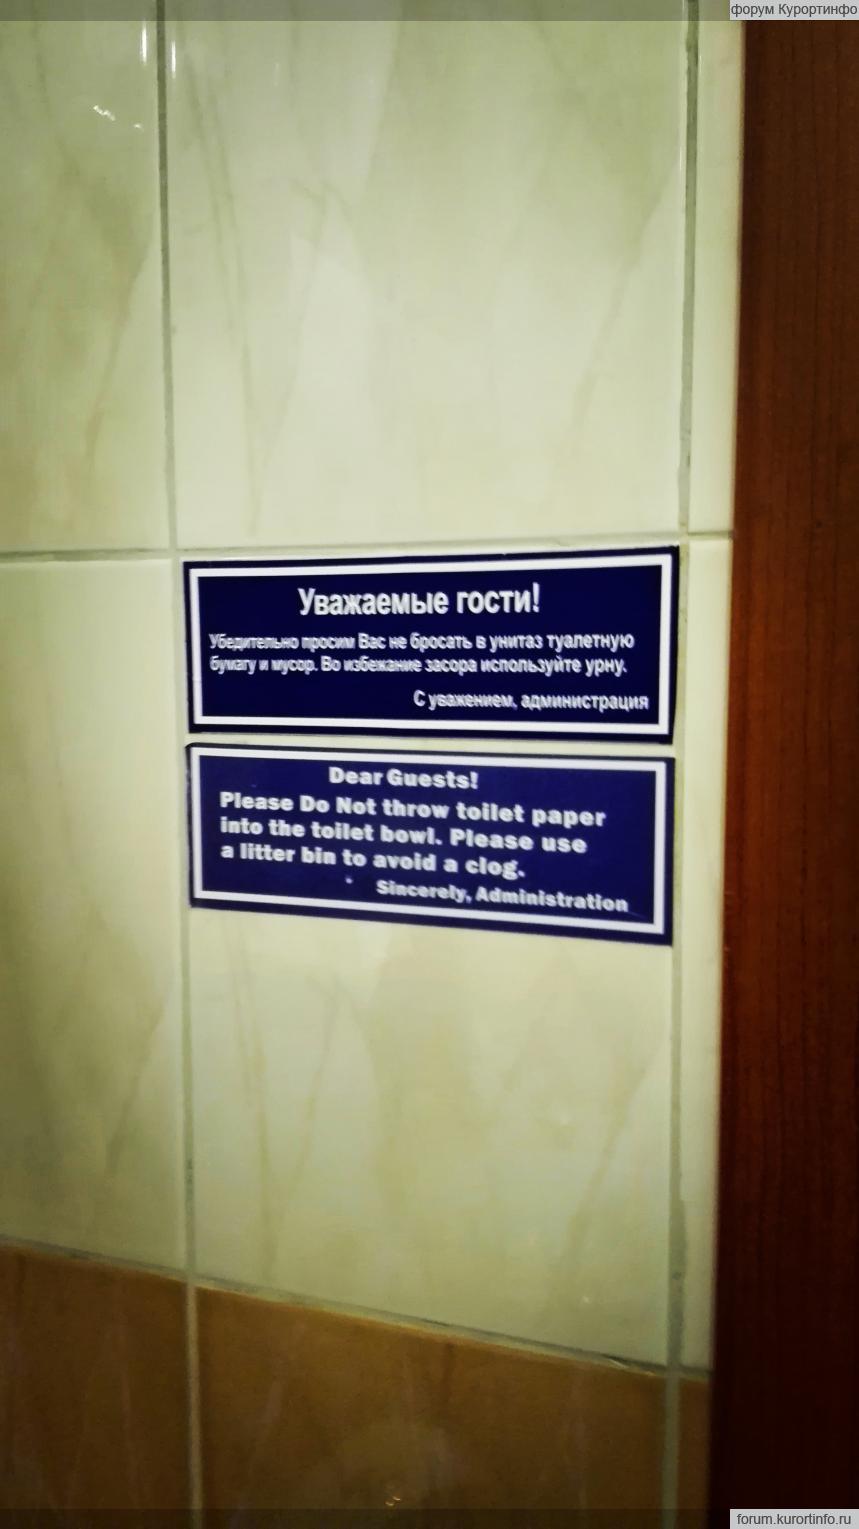 форум Курортинфо
Уважаемые гости!
Убедительно просим Вас не бросать в унитаз туалетную
бумагу и мусор. Во избежание засора используйте урну.
С уважением, администрация
Dear Guests!
Please Do Not throw toilet paper
into the toilet bowl. Please use
a litter bin to avoid a clog.
Sincerely, Administration
forum.kurortinfo.ru